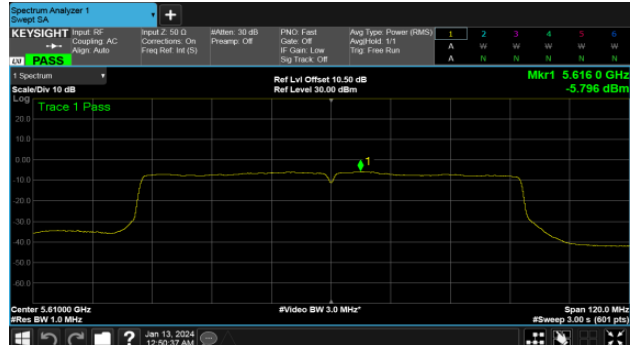 Spectrum Analyzer 1
Swept SA
+
KEYSIGHT Input: RF Input Z: 50 Ω #Atten: 30 dB PNO: Fast Avg Type: Power (RMS) 1 2 3 4 5 6
Coupling: AC Corrections: On Preamp: Off Gate: Off Avg|Hold: 1/1 A W W W W W
Align: Auto Freq Ref: Int (S) IF Gain: Low Trig: Free Run
Sig Track: Off A N N N N N
LXI PASS
1 Spectrum Ref Lvl Offset 10.50 dB Mkr1 5.616 0 GHz
Scale/Div 10 dB Ref Level 30.00 dBm -5.796 dBm
Log Trace 1 Pass
20.0
10.0
0.00
1
-10.0
-20.0
-30.0
-40.0
-50.0
-60.0
Center 5.61000 GHz #Video BW 3.0 MHz* Span 120.0 MHz
#Res BW 1.0 MHz #Sweep 3.00 s (601 pts)
? Jan 13, 2024
12:50:37 AM